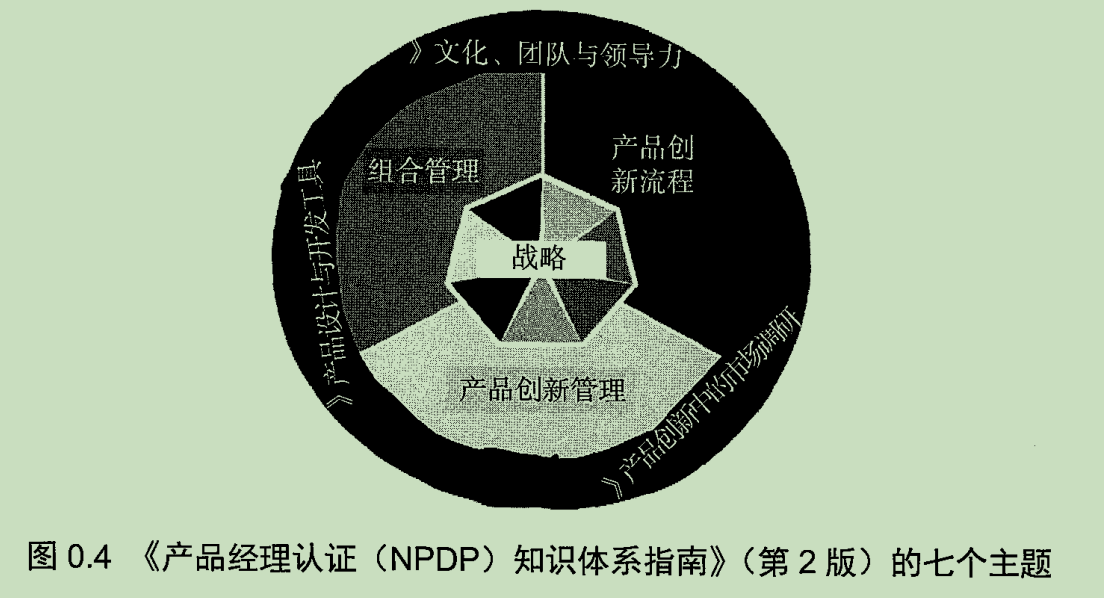 》文化、团队与领导力
组合管理
产品创
新流程
》产品设计与开发工具
战略
产品创新管理
》产品创新中的市场调研
图 0.4 《产品经理认证（NPDP）知识体系指南》（第 2 版）的七个主题